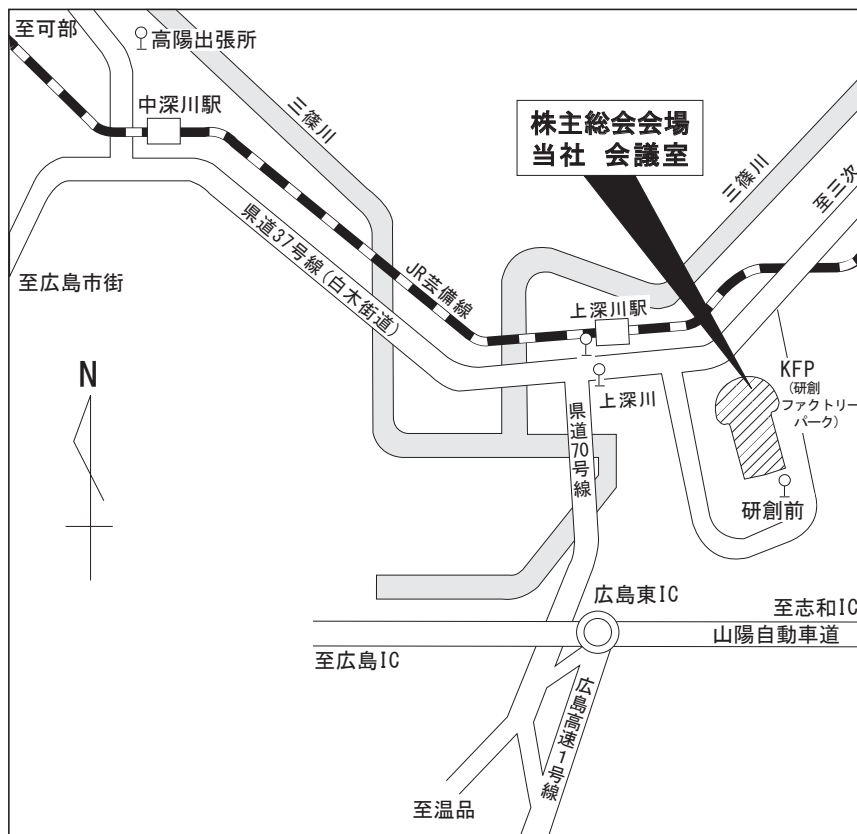 至可部
高陽出張所
中深川駅
三篠川
株主総会会場
当社 会議室
三篠川
至三次
県道37号線(白木街道)
JR芸備線
至広島市街
上深川駅
N
上深川
KFP
(研創
ファクトリー
パーク)
県道70号線
研創前
広島東IC
至志和IC
山陽自動車道
至広島IC
広島高速1号線
至温品